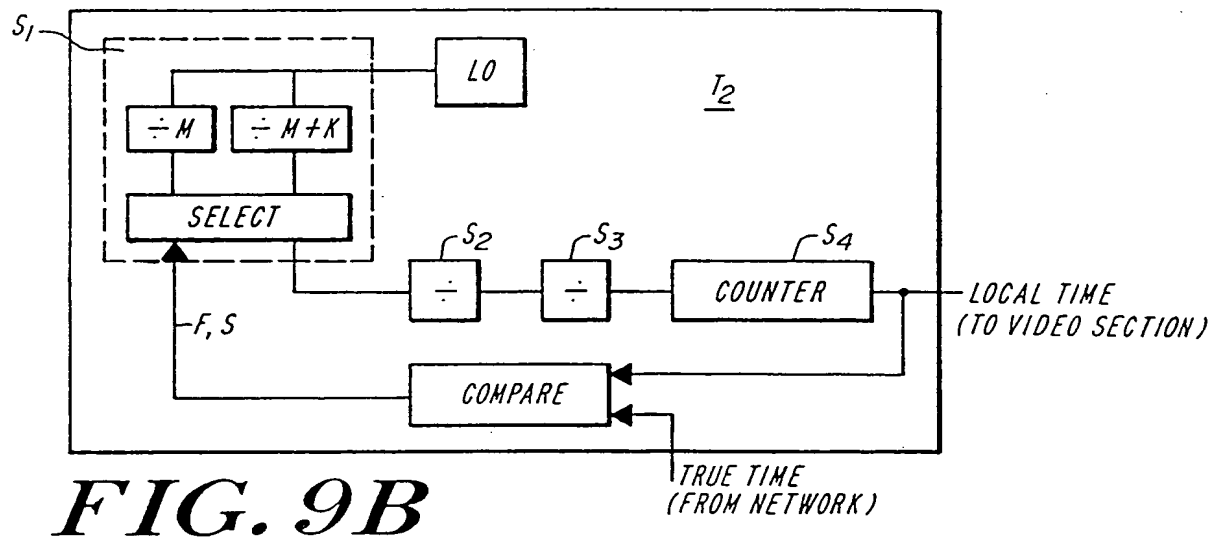 S1
LO
T2
÷ M
÷ M + K
SELECT
S2
S3
S4
÷
÷
COUNTER
LOCAL TIME
(TO VIDEO SECTION)
F, S
COMPARE
TRUE TIME
(FROM NETWORK)
FIG. 9B